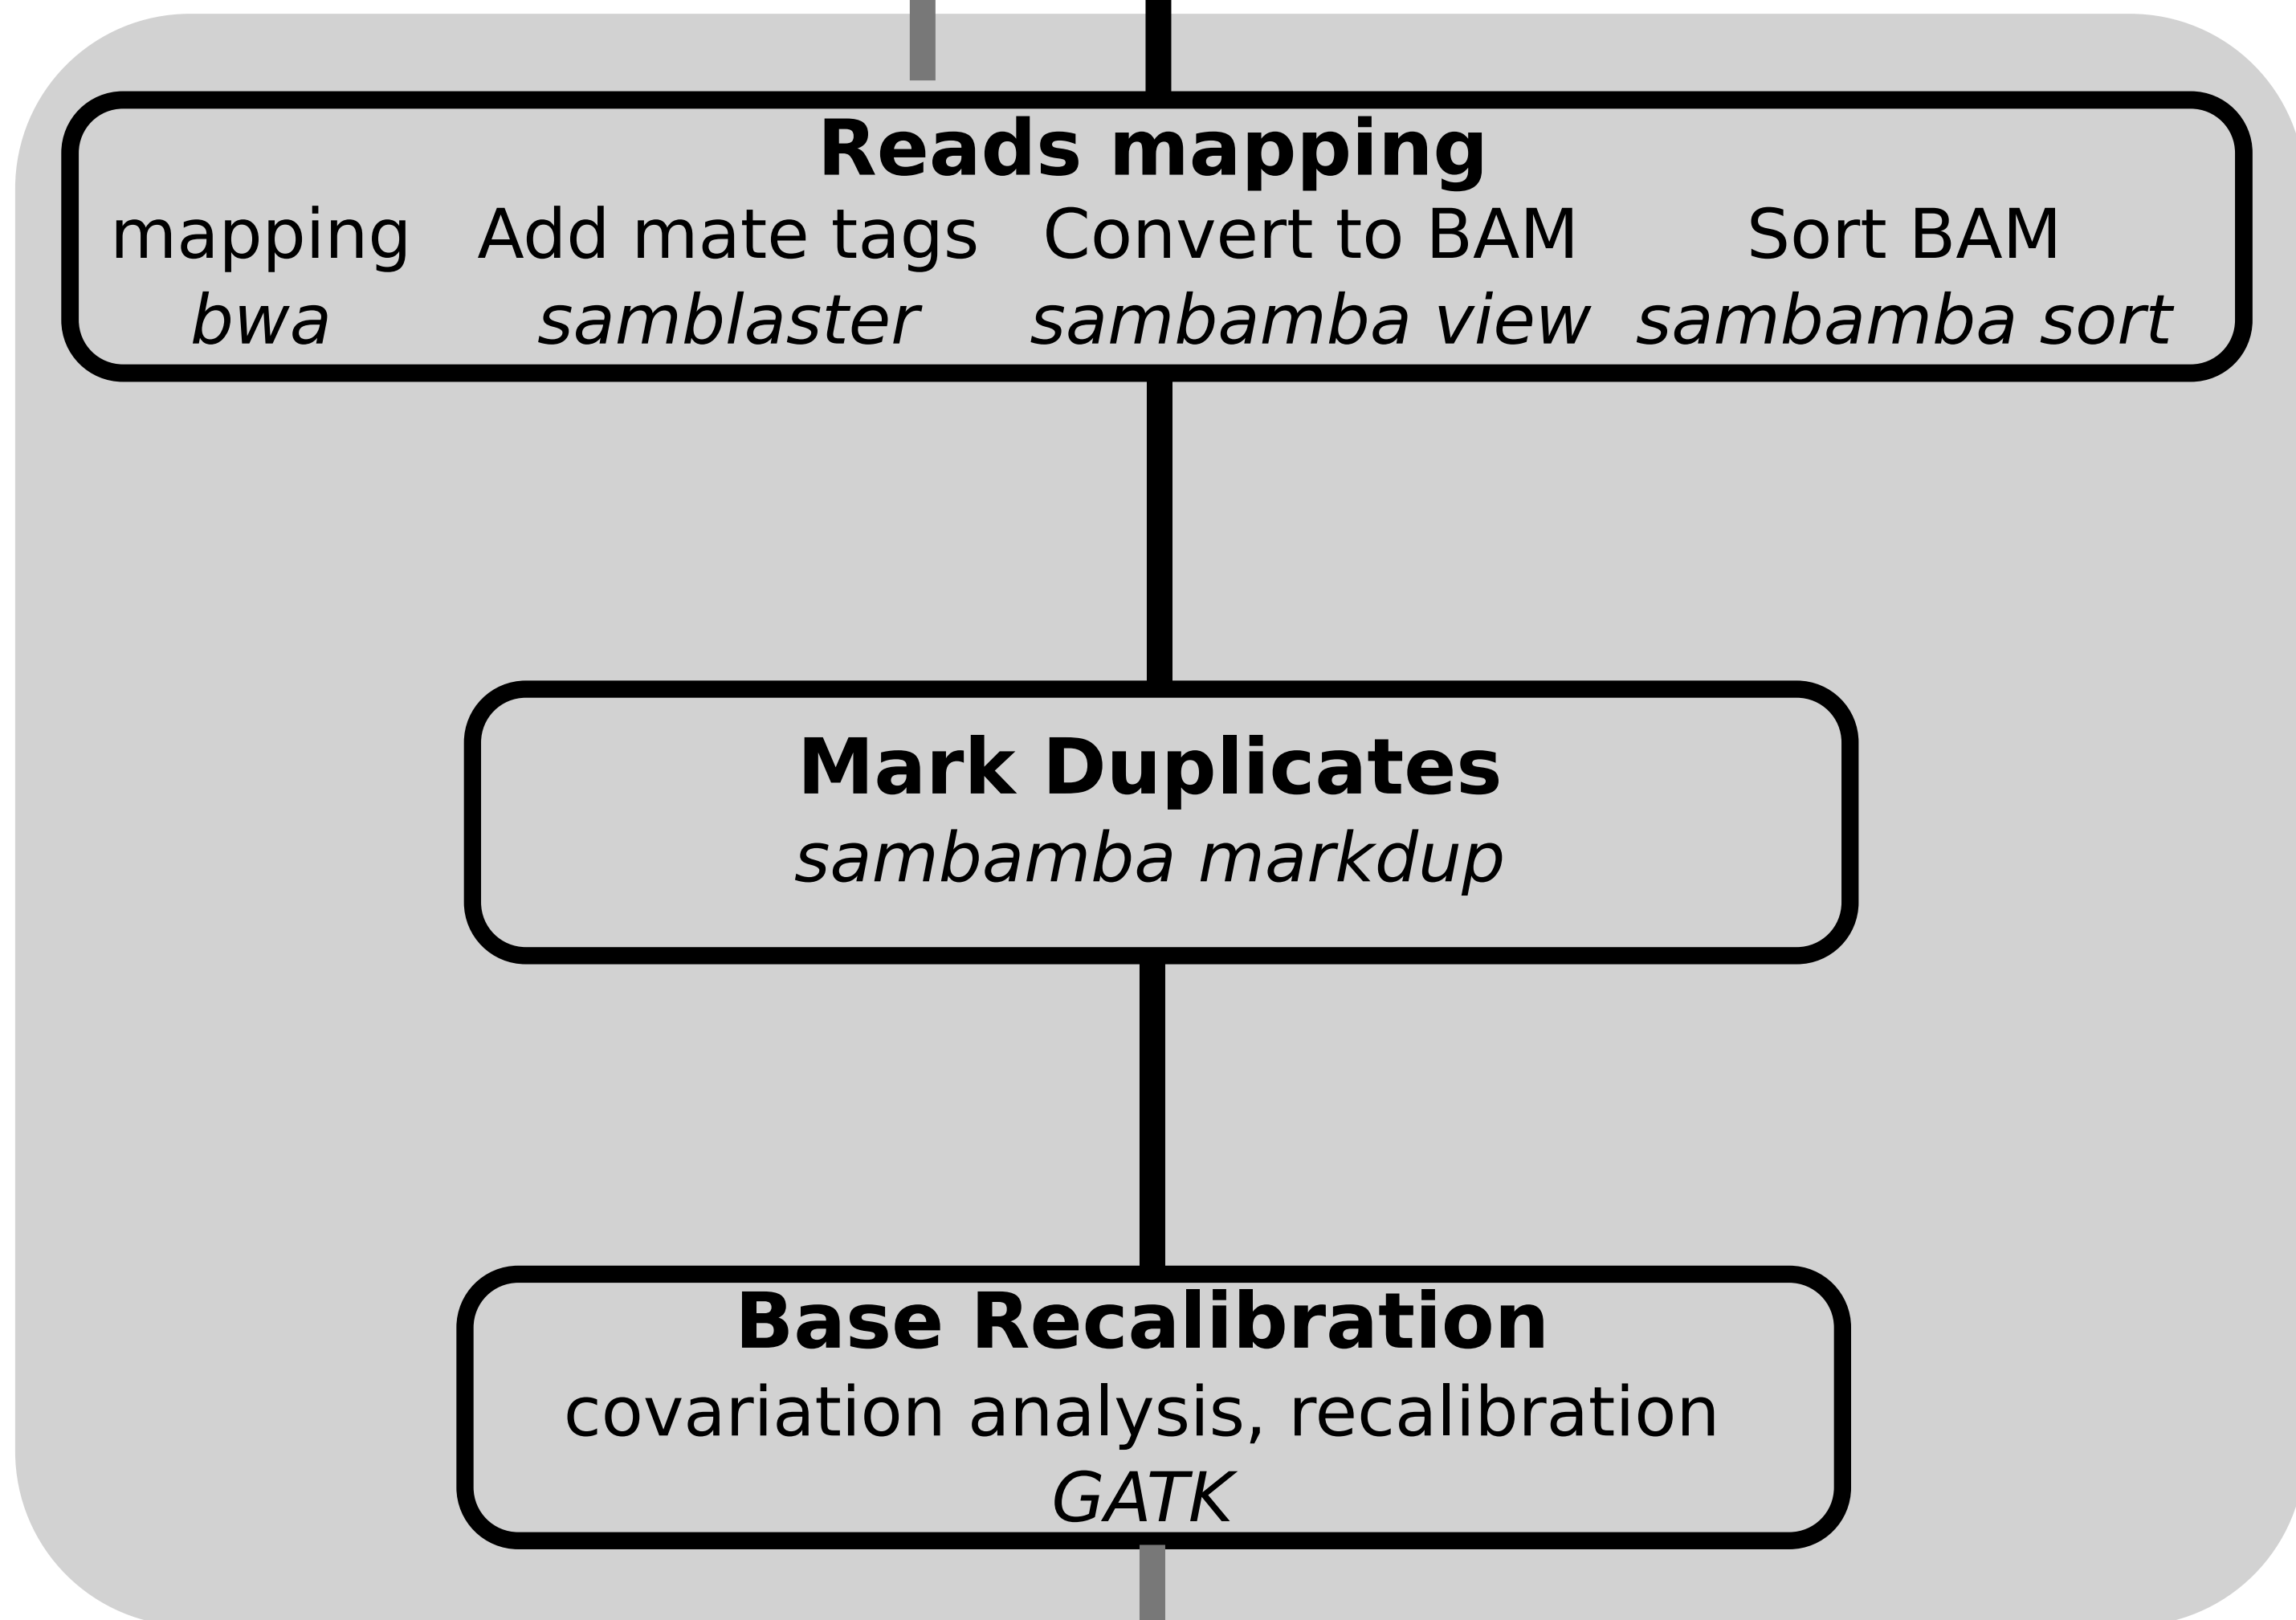 Reads mapping
mapping Add mate tags Convert to BAM Sort BAM
bwa samblaster sambamba view sambamba sort
Mark Duplicates
sambamba markdup
Base Recalibration
covariation analysis, recalibration
GATK